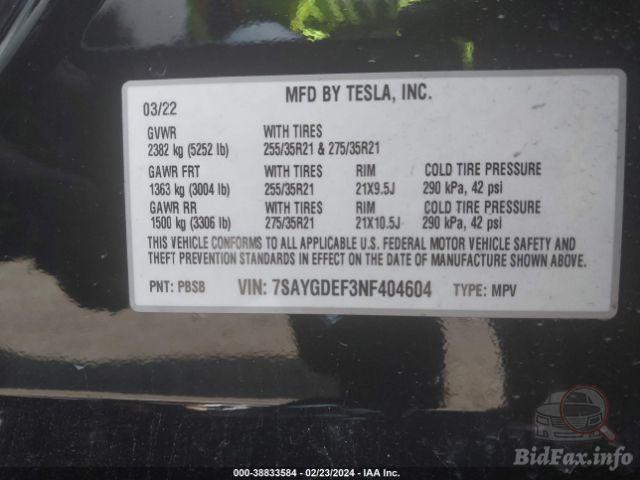 MFD BY TESLA, INC.
03/22
GVWR WITH TIRES
2382 kg (5252 lb) 255/35R21 & 275/35R21
GAWR FRT WITH TIRES RIM COLD TIRE PRESSURE
1363 kg (3004 lb) 255/35R21 21X9.5J 290 kPa, 42 psi
GAWR RR WITH TIRES RIM COLD TIRE PRESSURE
1500 kg (3306 lb) 275/35R21 21X10.5J 290 kPa, 42 psi
THIS VEHICLE CONFORMS TO ALL APPLICABLE U.S. FEDERAL MOTOR VEHICLE SAFETY AND
THEFT PREVENTION STANDARDS IN EFFECT ON THE DATE OF MANUFACTURE SHOWN ABOVE.
PNT: PBSB VIN: 7SAYGDEF3NF404604 TYPE: MPV
BidFax.info
(000-38833584 - 02/23/2024 - IAA Inc.